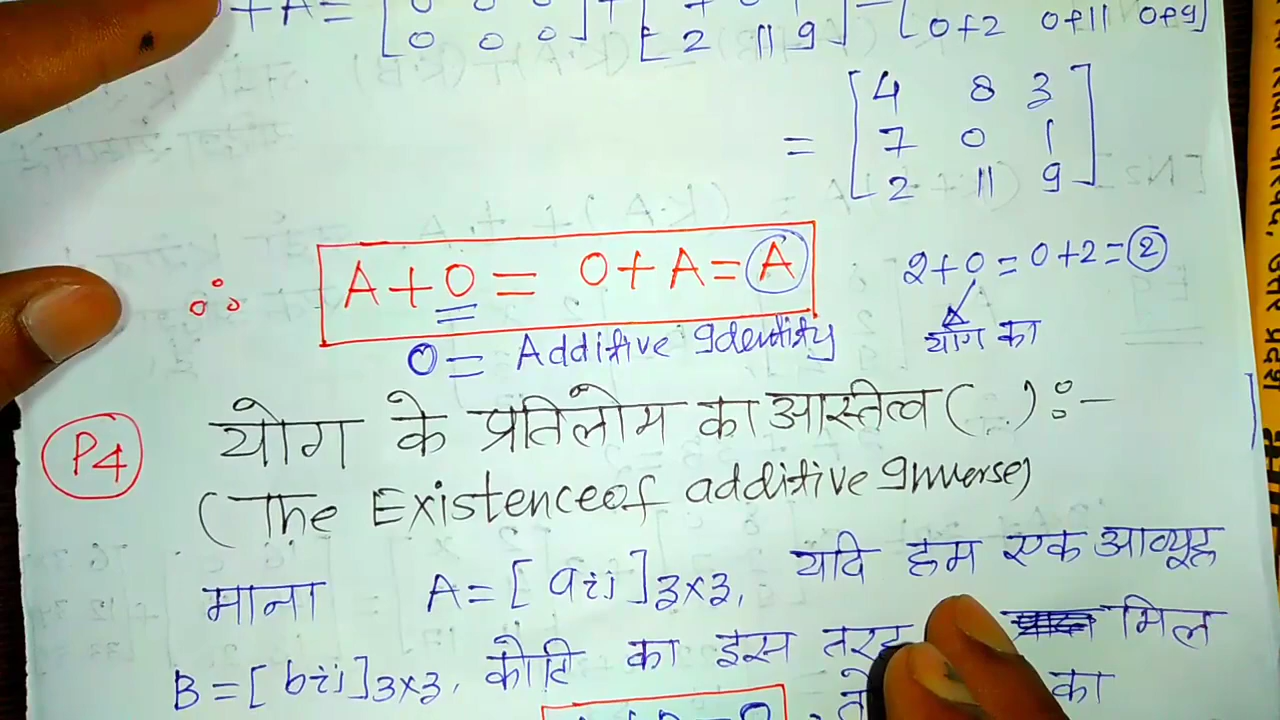 + A = [ 0 0 0 ] + [ 2 11 9 ] = [ 0+2 0+11 0+9 ]
= [ 4 8 3
7 0 1
2 11 9 ]
∴ A + 0 = 0 + A = A
2+0 = 0+2 = 2
0 = Additive Identity
योग का
P4 योग के प्रतिलोम का आस्तित्व ( . . ) :-
(The Existence of additive Inverse)
माना A = [ aij ]3×3, यदि हम एक आव्यूह
B = [ bij ]3×3, कोटि का इस तरह मिल
का